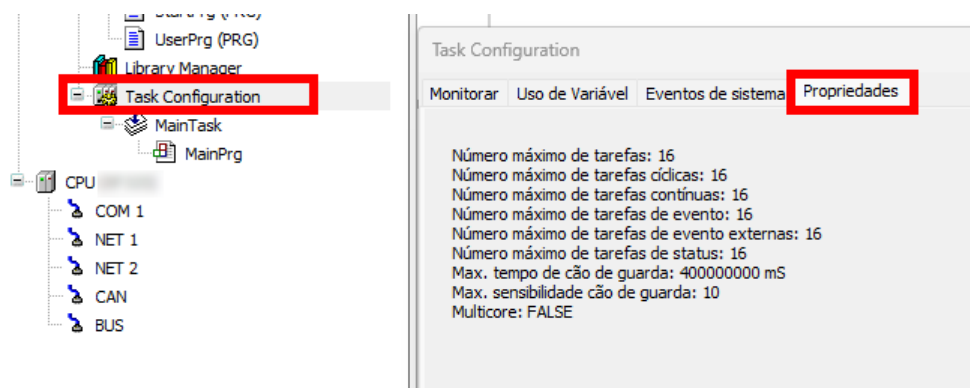 UserPrg (PRG)
Library Manager
Task Configuration
MainTask
MainPrg
CPU
COM 1
NET 1
NET 2
CAN
BUS
Task Configuration
Monitorar Uso de Variável Eventos de sistema Propriedades
Número máximo de tarefas: 16
Número máximo de tarefas cíclicas: 16
Número máximo de tarefas contínuas: 16
Número máximo de tarefas de evento: 16
Número máximo de tarefas de evento externas: 16
Número máximo de tarefas de status: 16
Max. tempo de cão de guarda: 400000000 mS
Max. sensibilidade cão de guarda: 10
Multicore: FALSE